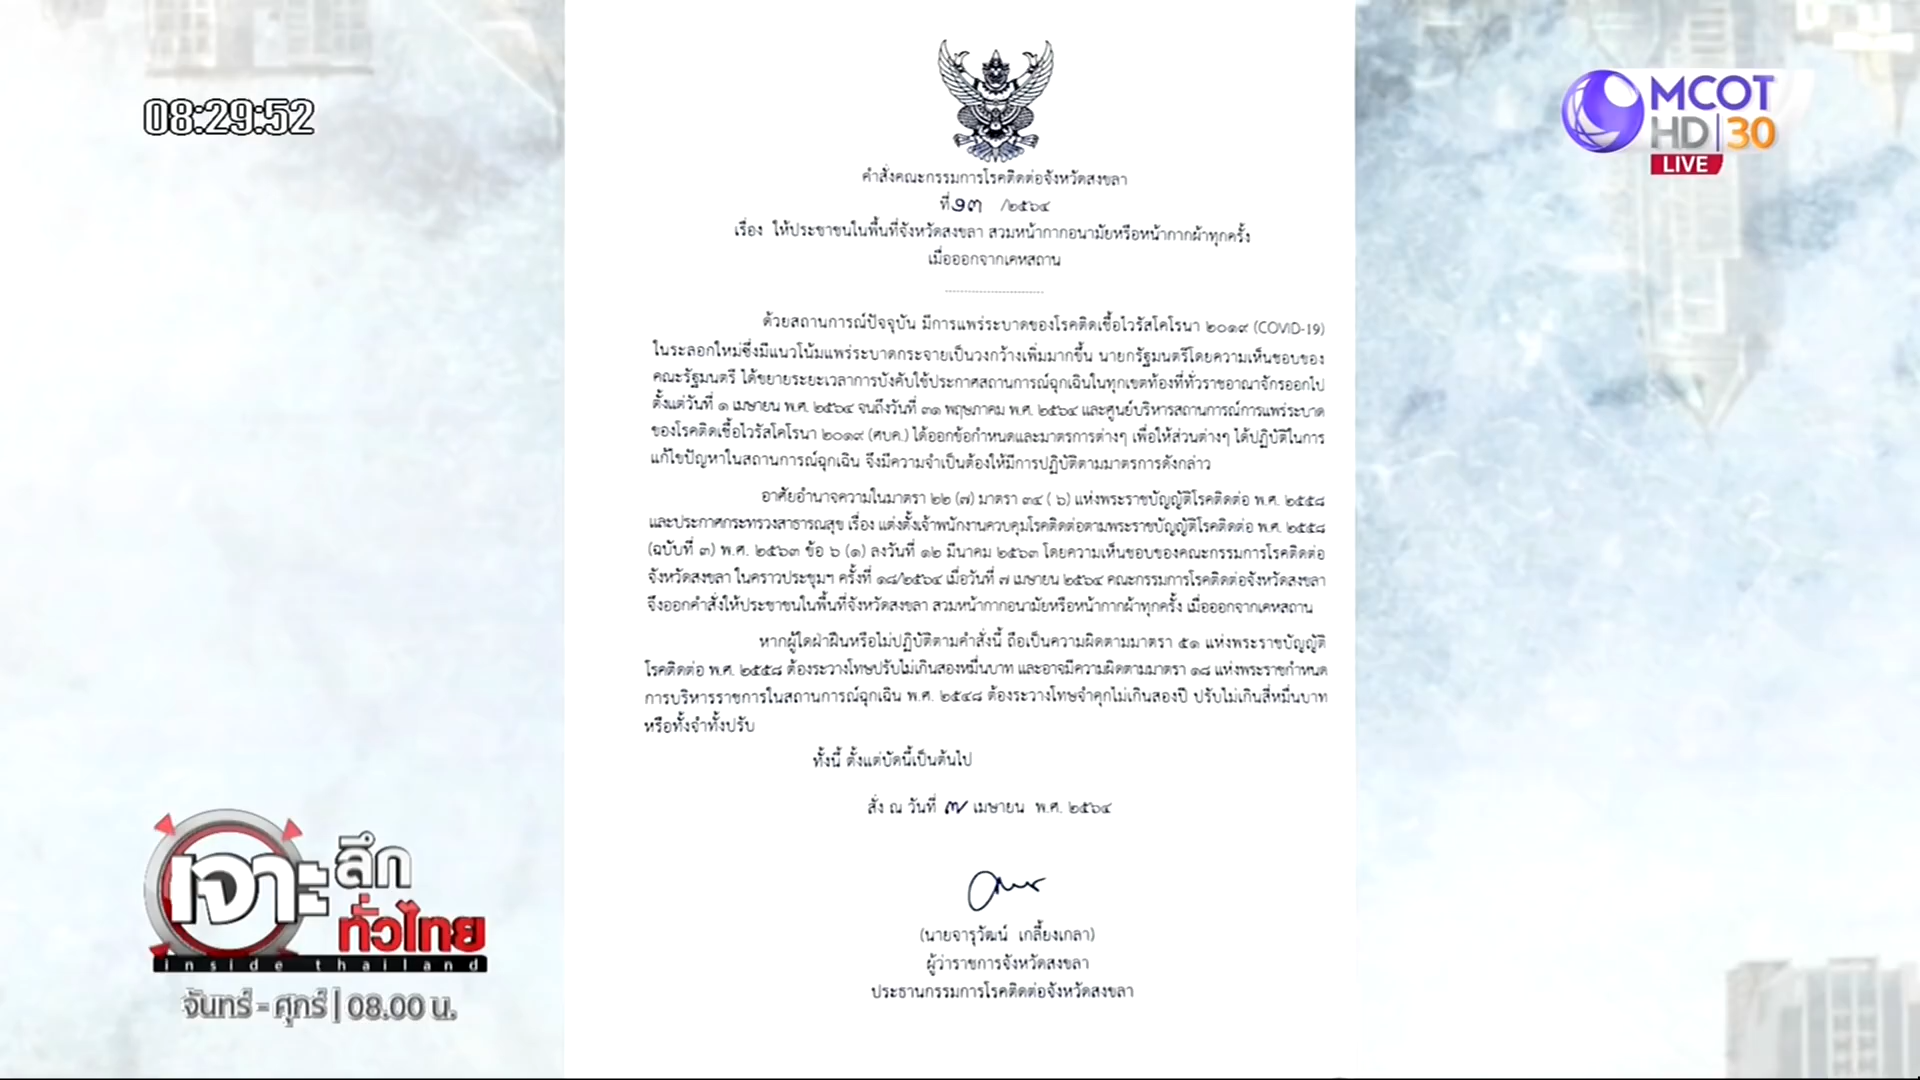 08:29:52
MCOT
HD 30
LIVE
คำสั่งคณะกรรมการโรคติดต่อจังหวัดสงขลา
ที่ ๑๓ /๒๕๖๔
เรื่อง ให้ประชาชนในพื้นที่จังหวัดสงขลา สวมหน้ากากอนามัยหรือหน้ากากผ้าทุกครั้ง
เมื่อออกจากเคหสถาน
ด้วยสถานการณ์ปัจจุบัน มีการแพร่ระบาดของโรคติดเชื้อไวรัสโคโรนา ๒๐๑๙ (COVID-19)
ในระลอกใหม่ซึ่งมีแนวโน้มแพร่ระบาดกระจายเป็นวงกว้างเพิ่มมากขึ้น นายกรัฐมนตรีโดยความเห็นชอบของ
คณะรัฐมนตรี ได้ขยายระยะเวลาการบังคับใช้ประกาศสถานการณ์ฉุกเฉินในทุกเขตท้องที่ทั่วราชอาณาจักรออกไป
ตั้งแต่วันที่ ๑ เมษายน พ.ศ. ๒๕๖๔ จนถึงวันที่ ๓๑ พฤษภาคม พ.ศ. ๒๕๖๔ และศูนย์บริหารสถานการณ์การแพร่ระบาด
ของโรคติดเชื้อไวรัสโคโรนา ๒๐๑๙ (ศบค.) ได้ออกข้อกำหนดและมาตรการต่างๆ เพื่อให้ส่วนต่างๆ ได้ปฏิบัติในการ
แก้ไขปัญหาในสถานการณ์ฉุกเฉิน จึงมีความจำเป็นต้องให้มีการปฏิบัติตามมาตรการดังกล่าว
อาศัยอำนาจความในมาตรา ๒๒ (๗) มาตรา ๓๔ ( ๖) แห่งพระราชบัญญัติโรคติดต่อ พ.ศ. ๒๕๕๘
และประกาศกระทรวงสาธารณสุข เรื่อง แต่งตั้งเจ้าพนักงานควบคุมโรคติดต่อตามพระราชบัญญัติโรคติดต่อ พ.ศ. ๒๕๕๘
(ฉบับที่ ๓) พ.ศ. ๒๕๖๓ ข้อ ๖ (๑) ลงวันที่ ๑๒ มีนาคม ๒๕๖๓ โดยความเห็นชอบของคณะกรรมการโรคติดต่อ
จังหวัดสงขลา ในคราวประชุมฯ ครั้งที่ ๑๘/๒๕๖๔ เมื่อวันที่ ๗ เมษายน ๒๕๖๔ คณะกรรมการโรคติดต่อจังหวัดสงขลา
จึงออกคำสั่งให้ประชาชนในพื้นที่จังหวัดสงขลา สวมหน้ากากอนามัยหรือหน้ากากผ้าทุกครั้ง เมื่อออกจากเคหสถาน
หากผู้ใดฝ่าฝืนหรือไม่ปฏิบัติตามคำสั่งนี้ ถือเป็นความผิดตามมาตรา ๕๑ แห่งพระราชบัญญัติ
โรคติดต่อ พ.ศ. ๒๕๕๘ ต้องระวางโทษปรับไม่เกินสองหมื่นบาท และอาจมีความผิดตามมาตรา ๑๘ แห่งพระราชกำหนด
การบริหารราชการในสถานการณ์ฉุกเฉิน พ.ศ. ๒๕๔๘ ต้องระวางโทษจำคุกไม่เกินสองปี ปรับไม่เกินสี่หมื่นบาท
หรือทั้งจำทั้งปรับ
ทั้งนี้ ตั้งแต่บัดนี้เป็นต้นไป
สั่ง ณ วันที่ ๗ เมษายน พ.ศ. ๒๕๖๔
(นายจารุวัฒน์ เกลี้ยงเกลา)
ผู้ว่าราชการจังหวัดสงขลา
ประธานกรรมการโรคติดต่อจังหวัดสงขลา
เจาะลึก
ทั่วไทย
inside thailand
จันทร์ - ศุกร์ | 08.00 น.